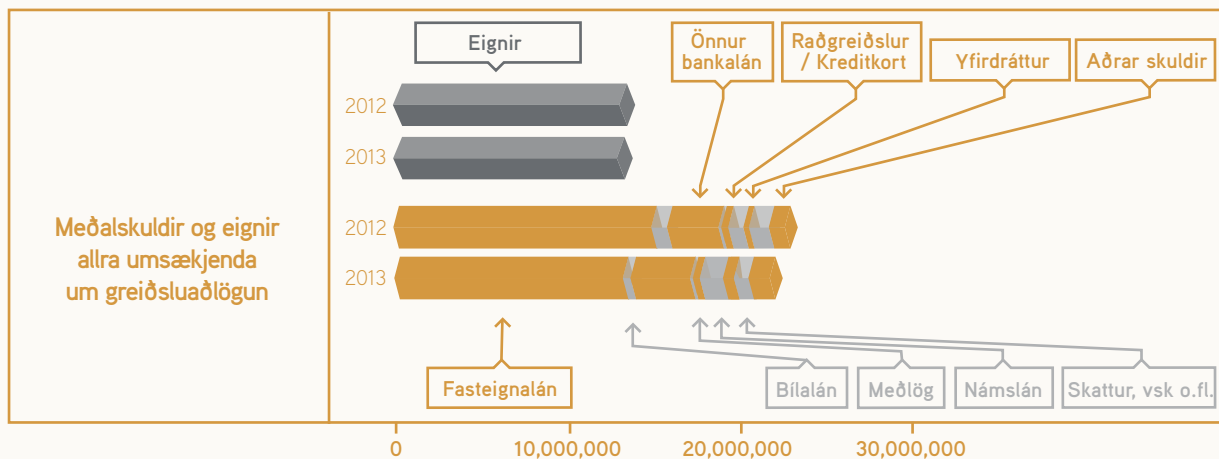 Meðalskuldir og eignir
allra umsækjenda
um greiðsluaðlögun
Eignir
Önnur
bankalán
Raðgreiðslur
/ Kreditkort
Yfirdráttur
Aðrar skuldir
2012
2013
2012
2013
Fasteignalán
Bílalán
Meðlög
Námslán
Skattur, vsk o.fl.
0
10,000,000
20,000,000
30,000,000